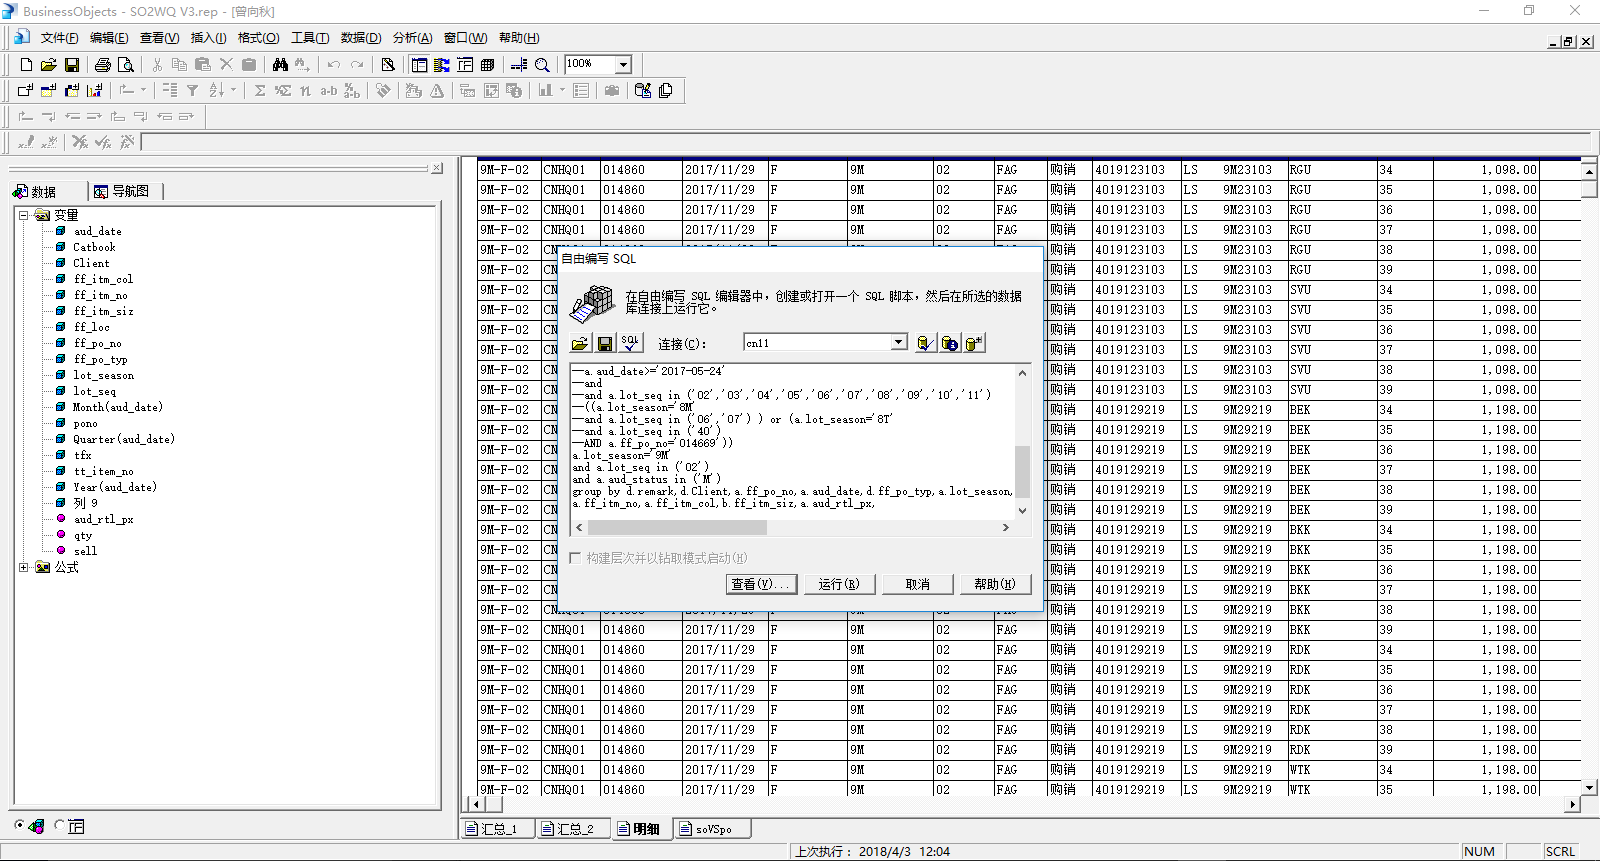 BusinessObjects - SO2WQ V3.rep - [曾向秋]
文件(F) 编辑(E) 查看(V) 插入(I) 格式(O) 工具(T) 数据(D) 分析(A) 窗口(W) 帮助(H)
100%
数据 导航图
变量
aud_date
Catbook
Client
ff_itm_col
ff_itm_no
ff_itm_siz
ff_loc
ff_po_no
ff_po_typ
lot_season
lot_seq
Month(aud_date)
pono
Quarter(aud_date)
tfx
tt_item_no
Year(aud_date)
列 9
aud_rtl_px
qty
sell
公式
9M-F-02 CNHQ01 014860 2017/11/29 F 9M 02 FAG 购销 4019123103 LS 9M23103 RGU 34 1,098.00
9M-F-02 CNHQ01 014860 2017/11/29 F 9M 02 FAG 购销 4019123103 LS 9M23103 RGU 35 1,098.00
9M-F-02 CNHQ01 014860 2017/11/29 F 9M 02 FAG 购销 4019123103 LS 9M23103 RGU 36 1,098.00
9M-F-02 CNHQ01 014860 2017/11/29 F 9M 02 FAG 购销 4019123103 LS 9M23103 RGU 37 1,098.00
9M-F-02 购销 4019123103 LS 9M23103 RGU 38 1,098.00
9M-F-02 CN 购销 4019123103 LS 9M23103 RGU 39 1,098.00
9M-F-02 CN 购销 4019123103 LS 9M23103 SVU 34 1,098.00
9M-F-02 CN 购销 4019123103 LS 9M23103 SVU 35 1,098.00
9M-F-02 CN 购销 4019123103 LS 9M23103 SVU 36 1,098.00
9M-F-02 CN 购销 4019123103 LS 9M23103 SVU 37 1,098.00
9M-F-02 CN 购销 4019123103 LS 9M23103 SVU 38 1,098.00
9M-F-02 CN 购销 4019123103 LS 9M23103 SVU 39 1,098.00
9M-F-02 CN 购销 4019129219 LS 9M29219 BEK 34 1,198.00
9M-F-02 CN 购销 4019129219 LS 9M29219 BEK 35 1,198.00
9M-F-02 CN 购销 4019129219 LS 9M29219 BEK 36 1,198.00
9M-F-02 CN 购销 4019129219 LS 9M29219 BEK 37 1,198.00
9M-F-02 CN 购销 4019129219 LS 9M29219 BEK 38 1,198.00
9M-F-02 CN 购销 4019129219 LS 9M29219 BEK 39 1,198.00
9M-F-02 CN 购销 4019129219 LS 9M29219 BKK 34 1,198.00
9M-F-02 CN 购销 4019129219 LS 9M29219 BKK 35 1,198.00
9M-F-02 CN 购销 4019129219 LS 9M29219 BKK 36 1,198.00
9M-F-02 CN 购销 4019129219 LS 9M29219 BKK 37 1,198.00
9M-F-02 购销 4019129219 LS 9M29219 BKK 38 1,198.00
9M-F-02 CNHQ01 014860 2017/11/29 F 9M 02 FAG 购销 4019129219 LS 9M29219 BKK 39 1,198.00
9M-F-02 CNHQ01 014860 2017/11/29 F 9M 02 FAG 购销 4019129219 LS 9M29219 RDK 34 1,198.00
9M-F-02 CNHQ01 014860 2017/11/29 F 9M 02 FAG 购销 4019129219 LS 9M29219 RDK 35 1,198.00
9M-F-02 CNHQ01 014860 2017/11/29 F 9M 02 FAG 购销 4019129219 LS 9M29219 RDK 36 1,198.00
9M-F-02 CNHQ01 014860 2017/11/29 F 9M 02 FAG 购销 4019129219 LS 9M29219 RDK 37 1,198.00
9M-F-02 CNHQ01 014860 2017/11/29 F 9M 02 FAG 购销 4019129219 LS 9M29219 RDK 38 1,198.00
9M-F-02 CNHQ01 014860 2017/11/29 F 9M 02 FAG 购销 4019129219 LS 9M29219 RDK 39 1,198.00
9M-F-02 CNHQ01 014860 2017/11/29 F 9M 02 FAG 购销 4019129219 LS 9M29219 WTK 34 1,198.00
9M-F-02 CNHQ01 014860 2017/11/29 F 9M 02 FAG 购销 4019129219 LS 9M29219 WTK 35 1,198.00
自由编写 SQL
在自由编写 SQL 编辑器中，创建或打开一个 SQL 脚本，然后在所选的数据
库连接上运行它。
SQL 连接(C)： cn11
--a.aud_date>='2017-05-24'
--and
--and a.lot_seq in ('02','03','04','05','06','07','08','09','10','11')
--((a.lot_season='8M'
--and a.lot_seq in ('06','07') ) or (a.lot_season='8T'
--and a.lot_seq in ('40')
--AND a.ff_po_no='014669'))
a.lot_season='9M'
and a.lot_seq in ('02')
and a.aud_status in ('M')
group by d.remark,d.Client,a.ff_po_no,a.aud_date,d.ff_po_typ,a.lot_season,
a.ff_itm_no,a.ff_itm_col,b.ff_itm_siz,a.aud_rtl_px,
构建层次并以钻取模式启动(H)
查看(V)... 运行(R) 取消 帮助(H)
汇总_1 汇总_2 明细 soVSpo
上次执行： 2018/4/3 12:04 NUM SCRL